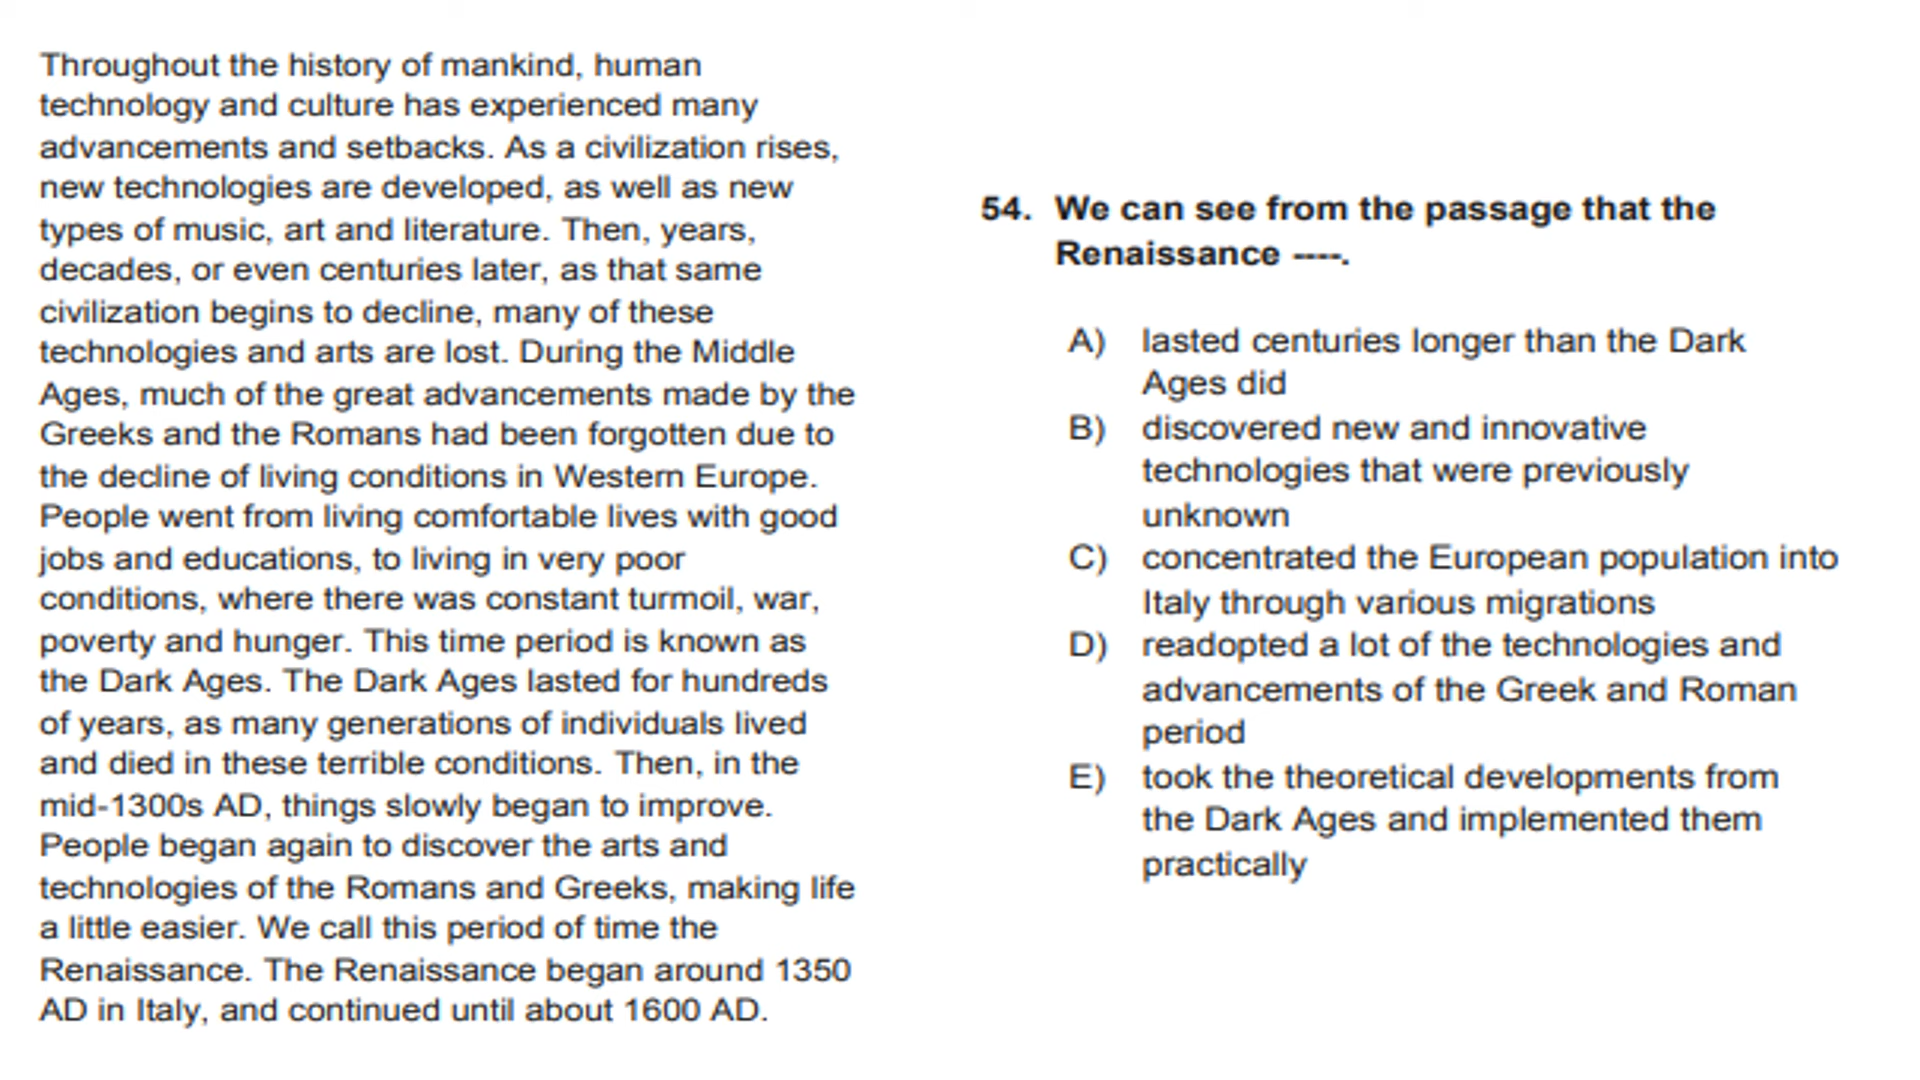 Throughout the history of mankind, human
technology and culture has experienced many
advancements and setbacks. As a civilization rises,
new technologies are developed, as well as new
types of music, art and literature. Then, years,
decades, or even centuries later, as that same
civilization begins to decline, many of these
technologies and arts are lost. During the Middle
Ages, much of the great advancements made by the
Greeks and the Romans had been forgotten due to
the decline of living conditions in Western Europe.
People went from living comfortable lives with good
jobs and educations, to living in very poor
conditions, where there was constant turmoil, war,
poverty and hunger. This time period is known as
the Dark Ages. The Dark Ages lasted for hundreds
of years, as many generations of individuals lived
and died in these terrible conditions. Then, in the
mid-1300s AD, things slowly began to improve.
People began again to discover the arts and
technologies of the Romans and Greeks, making life
a little easier. We call this period of time the
Renaissance. The Renaissance began around 1350
AD in Italy, and continued until about 1600 AD.
54. We can see from the passage that the
Renaissance ----.
A) lasted centuries longer than the Dark
Ages did
B) discovered new and innovative
technologies that were previously
unknown
C) concentrated the European population into
Italy through various migrations
D) readopted a lot of the technologies and
advancements of the Greek and Roman
period
E) took the theoretical developments from
the Dark Ages and implemented them
practically